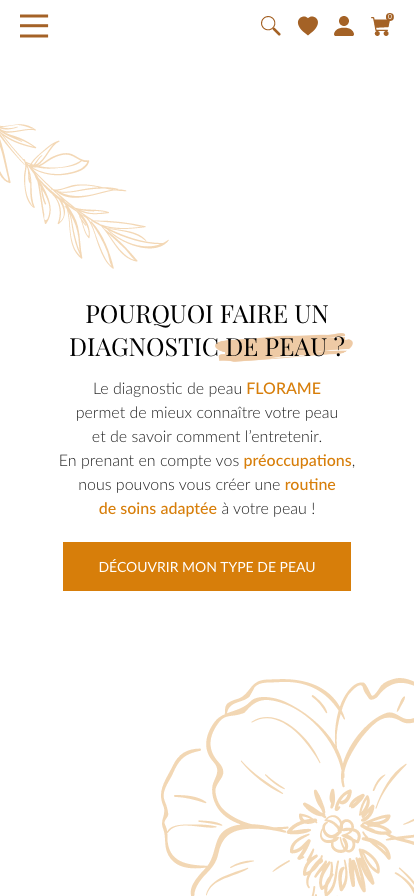 0
POURQUOI FAIRE UN
DIAGNOSTIC DE PEAU ?
Le diagnostic de peau FLORAME
permet de mieux connaître votre peau
et de savoir comment l'entretenir.
En prenant en compte vos préoccupations,
nous pouvons vous créer une routine
de soins adaptée à votre peau !
DÉCOUVRIR MON TYPE DE PEAU